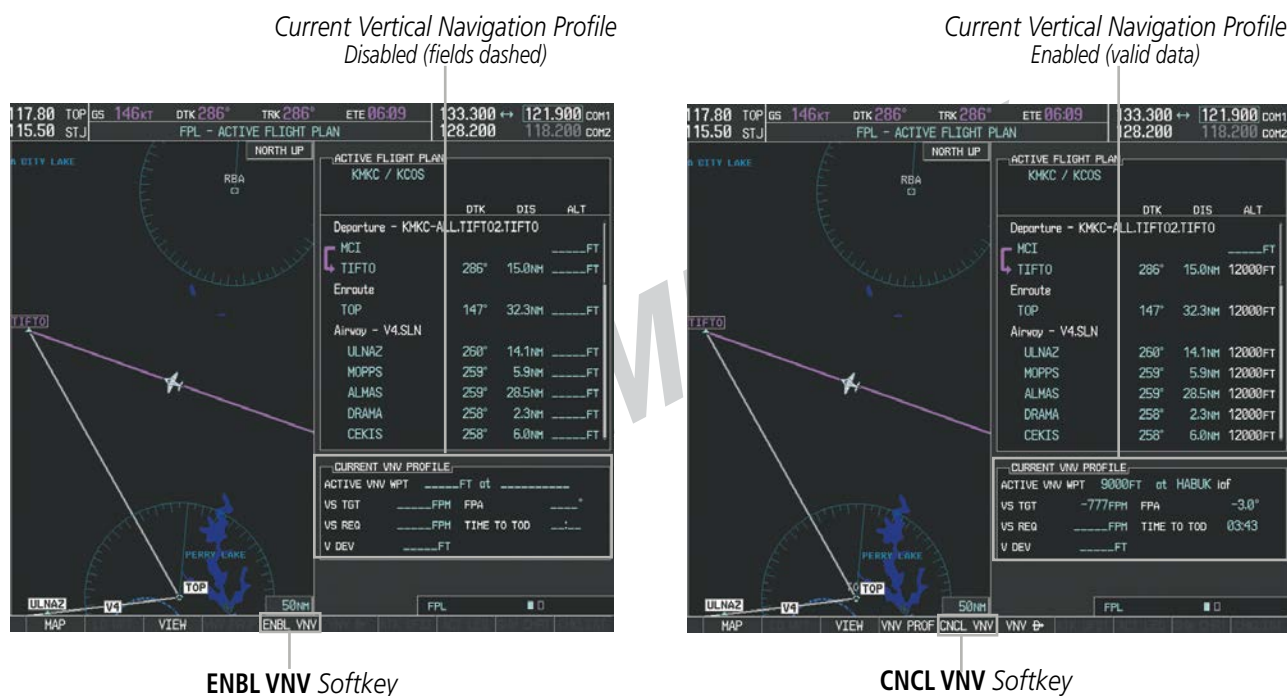 Current Vertical Navigation Profile
Disabled (fields dashed)
117.80 TOP GS 146KT DTK 286° TRK 286° ETE 06:09 133.300 ↔ 121.900 COM1
115.50 STJ FPL - ACTIVE FLIGHT PLAN 128.200 118.200 COM2
NORTH UP
A CITY LAKE
RBA
ACTIVE FLIGHT PLAN
KMKC / KCOS
DTK DIS ALT
Departure - KMKC-ALL.TIFTO2.TIFTO
MCI _____FT
TIFTO 286° 15.0NM _____FT
Enroute
TOP 147° 32.3NM _____FT
Airway - V4.SLN
ULNAZ 260° 14.1NM _____FT
MOPPS 259° 5.9NM _____FT
ALMAS 259° 28.5NM _____FT
DRAMA 258° 2.3NM _____FT
CEKIS 258° 6.0NM _____FT
TIFTO
CURRENT VNV PROFILE
ACTIVE VNV WPT _____FT at __________
VS TGT _____FPM FPA ____°
VS REQ _____FPM TIME TO TOD __:__
V DEV _____FT
PERRY LAKE
TOP
ULNAZ V4
50NM
FPL
MAP VIEW ENBL VNV
ENBL VNV Softkey
Current Vertical Navigation Profile
Enabled (valid data)
117.80 TOP GS 146KT DTK 286° TRK 286° ETE 06:09 133.300 ↔ 121.900 COM1
115.50 STJ FPL - ACTIVE FLIGHT PLAN 128.200 118.200 COM2
NORTH UP
A CITY LAKE
RBA
ACTIVE FLIGHT PLAN
KMKC / KCOS
DTK DIS ALT
Departure - KMKC-ALL.TIFTO2.TIFTO
MCI _____FT
TIFTO 286° 15.0NM 12000FT
Enroute
TOP 147° 32.3NM 12000FT
Airway - V4.SLN
ULNAZ 260° 14.1NM 12000FT
MOPPS 259° 5.9NM 12000FT
ALMAS 259° 28.5NM 12000FT
DRAMA 258° 2.3NM 12000FT
CEKIS 258° 6.0NM 12000FT
TIFTO
CURRENT VNV PROFILE
ACTIVE VNV WPT 9000FT at HABUK iaf
VS TGT -777FPM FPA -3.0°
VS REQ _____FPM TIME TO TOD 03:43
V DEV _____FT
PERRY LAKE
TOP
ULNAZ V4
50NM
FPL
MAP VIEW VNV PROF CNCL VNV VNV D
CNCL VNV Softkey